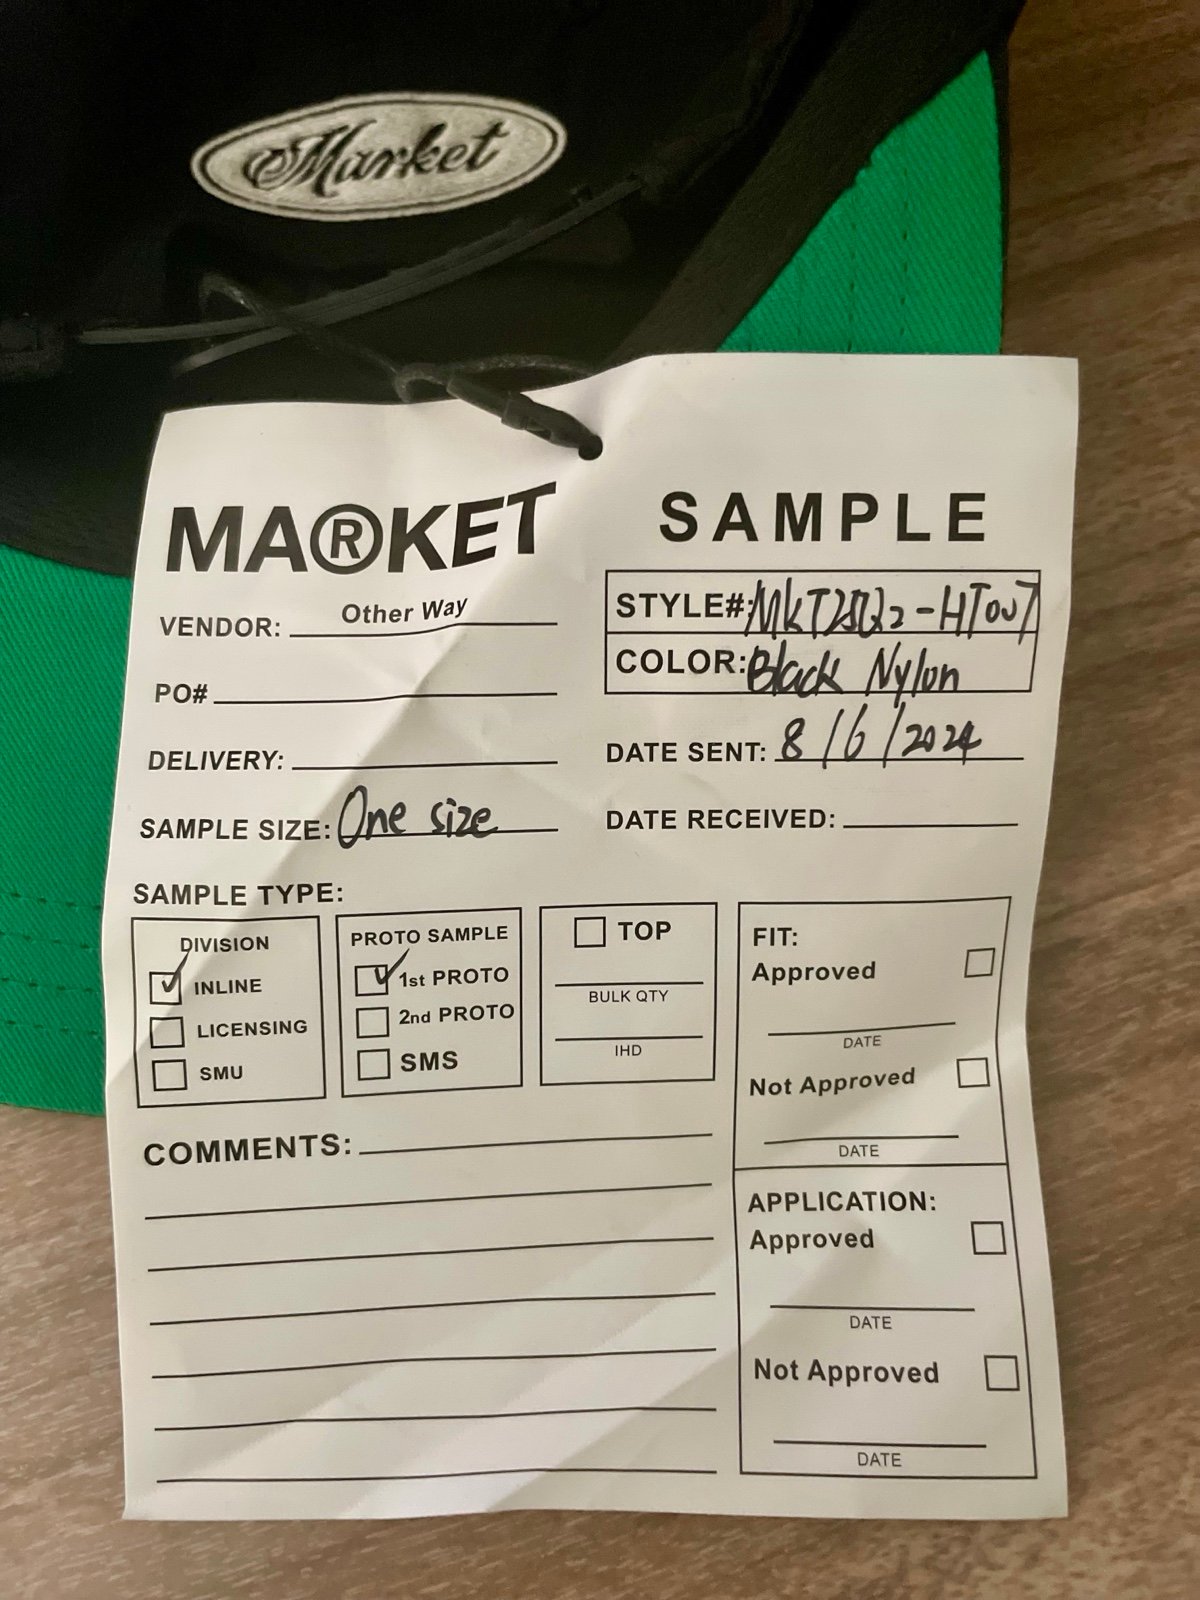 Market
MA®KET
SAMPLE
VENDOR: Other Way
STYLE#:
PO#
COLOR: Black Nylon
DELIVERY:
DATE SENT: 8/6/2024
SAMPLE SIZE: One size
DATE RECEIVED:
SAMPLE TYPE:
DIVISION
INLINE
LICENSING
SMU
PROTO SAMPLE
1st PROTO
2nd PROTO
SMS
TOP
BULK QTY
IHD
FIT:
Approved
DATE
Not Approved
DATE
COMMENTS:
APPLICATION:
Approved
DATE
Not Approved
DATE